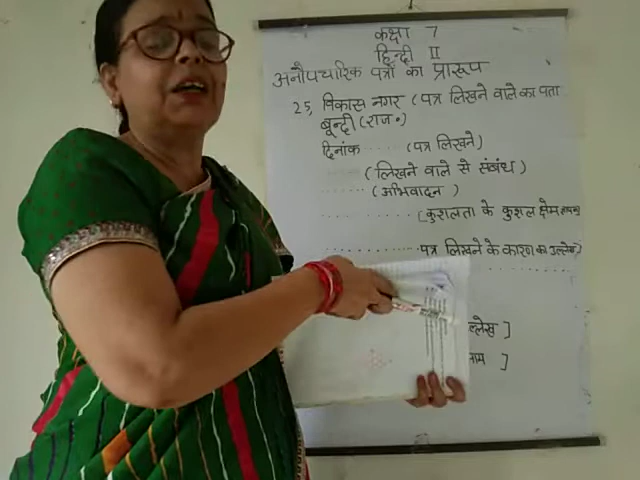 कक्षा 7
हिन्दी II
अनौपचारिक पत्रों का प्रारूप
25, विकास नगर (पत्र लिखने वाले का पता
बून्दी (राज॰)
दिनांक ...... (पत्र लिखने)
...... (लिखने वाले से संबंध)
...... (अभिवादन)
...... (कुशलता के कुशल क्षेम
...... पत्र लिखने के कारण का उल्लेख)